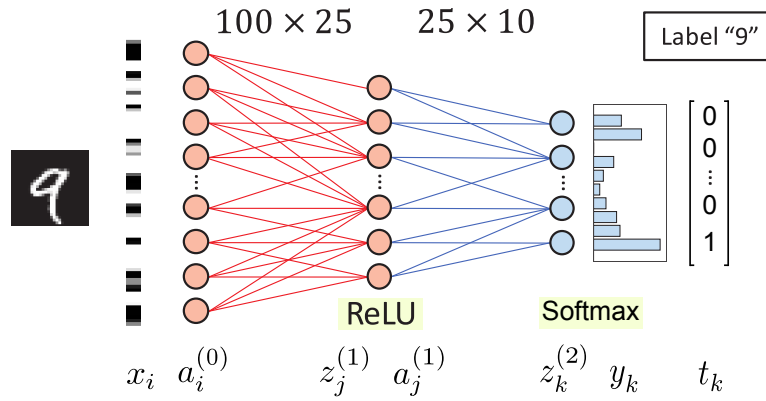 100 × 25
25 × 10
Label “9”
9
0
0
⋮
0
1
ReLU
Softmax
x_i a_i^{(0)} z_j^{(1)} a_j^{(1)} z_k^{(2)} y_k t_k